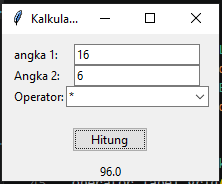 Kalkula...
angka 1: 16
Angka 2: 6
Operator: *
Hitung
96.0